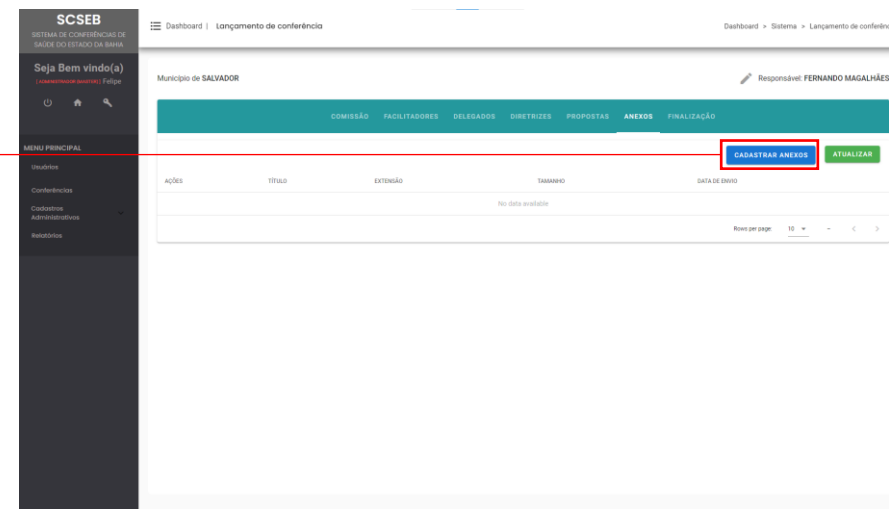 SCSEB
SISTEMA DE CONFERÊNCIAS DE
SAÚDE DO ESTADO DA BAHIA
Dashboard | Lançamento de conferência
Dashboard > Sistema > Lançamento de conferênc
Seja Bem vindo(a)
Felipe
Município de SALVADOR
Responsável: FERNANDO MAGALHÃES
COMISSÃO FACILITADORES DELEGADOS DIRETRIZES PROPOSTAS ANEXOS FINALIZAÇÃO
MENU PRINCIPAL
Usuários
Conferências
Cadastros
Administrativos
Relatórios
CADASTRAR ANEXOS ATUALIZAR
AÇÕES TÍTULO EXTENSÃO TAMANHO DATA DE ENVIO
No data available
Rows per page: 10 –